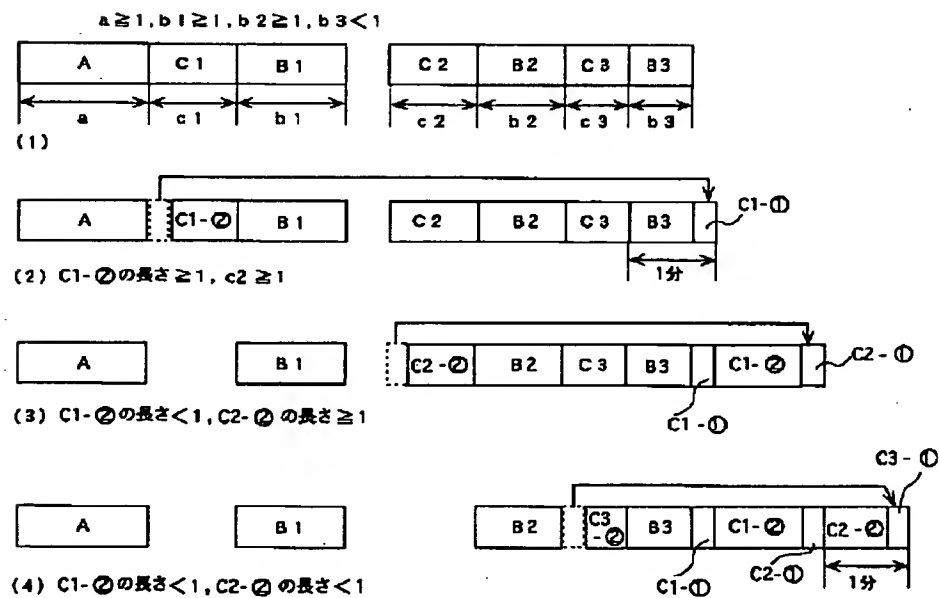 a≧1,b1≧1,b2≧1,b3<1
A C1 B1 C2 B2 C3 B3
a c1 b1 c2 b2 c3 b3
(1)
C1-①
A C1-② B1 C2 B2 C3 B3
1分
(2) C1-②の長さ≧1, c2≧1
A B1 C2-② B2 C3 B3 C1-② C2-①
(3) C1-②の長さ<1, C2-②の長さ≧1
C1-①
C3-①
A B1 B2 C3-② B3 C1-② C2-②
C1-① C2-① 1分
(4) C1-②の長さ<1, C2-②の長さ<1